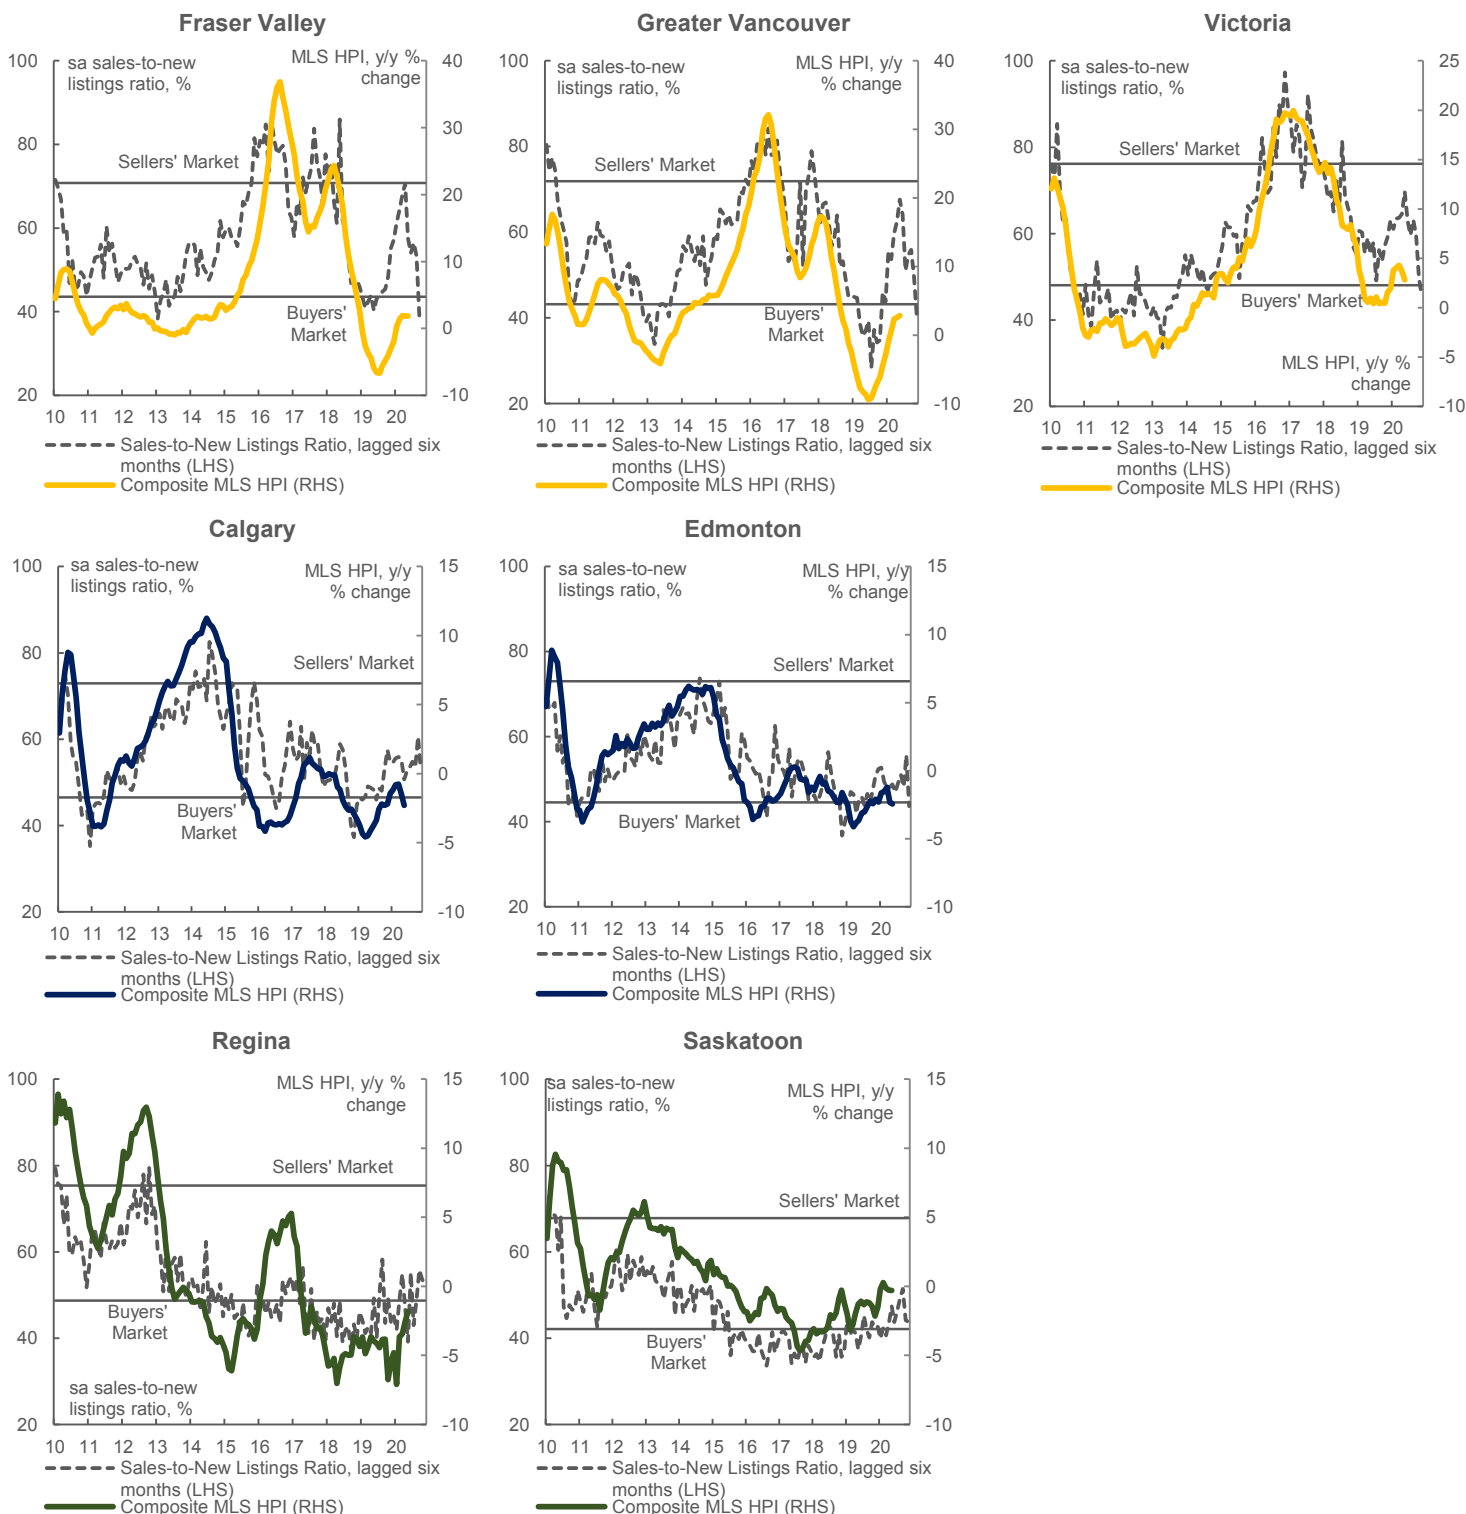 Fraser Valley
sa sales-to-new
listings ratio, %
MLS HPI, y/y %
change
100
80
60
40
20
40
30
20
10
0
-10
Sellers' Market
Buyers'
Market
10 11 12 13 14 15 16 17 18 19 20
Sales-to-New Listings Ratio, lagged six
months (LHS)
Composite MLS HPI (RHS)
Greater Vancouver
sa sales-to-new
listings ratio, %
MLS HPI, y/y
% change
100
80
60
40
20
40
30
20
10
0
-10
Sellers' Market
Buyers'
Market
10 11 12 13 14 15 16 17 18 19 20
Sales-to-New Listings Ratio, lagged six
months (LHS)
Composite MLS HPI (RHS)
Victoria
sa sales-to-new
listings ratio, %
100
80
60
40
20
25
20
15
10
5
0
-5
-10
Sellers' Market
Buyers' Market
MLS HPI, y/y %
change
10 11 12 13 14 15 16 17 18 19 20
Sales-to-New Listings Ratio, lagged six
months (LHS)
Composite MLS HPI (RHS)
Calgary
sa sales-to-new
listings ratio, %
MLS HPI, y/y
% change
100
80
60
40
20
15
10
5
0
-5
-10
Sellers' Market
Buyers'
Market
10 11 12 13 14 15 16 17 18 19 20
Sales-to-New Listings Ratio, lagged six
months (LHS)
Composite MLS HPI (RHS)
Edmonton
sa sales-to-new
listings ratio, %
MLS HPI, y/y
% change
100
80
60
40
20
15
10
5
0
-5
-10
Sellers' Market
Buyers' Market
10 11 12 13 14 15 16 17 18 19 20
Sales-to-New Listings Ratio, lagged six
months (LHS)
Composite MLS HPI (RHS)
Regina
MLS HPI, y/y %
change
100
80
60
40
20
15
10
5
0
-5
-10
Sellers' Market
Buyers'
Market
sa sales-to-new
listings ratio, %
10 11 12 13 14 15 16 17 18 19 20
Sales-to-New Listings Ratio, lagged six
months (LHS)
Composite MLS HPI (RHS)
Saskatoon
sa sales-to-new
listings ratio, %
MLS HPI, y/y
% change
100
80
60
40
20
15
10
5
0
-5
-10
Sellers' Market
Buyers'
Market
10 11 12 13 14 15 16 17 18 19 20
Sales-to-New Listings Ratio, lagged six
months (LHS)
Composite MLS HPI (RHS)